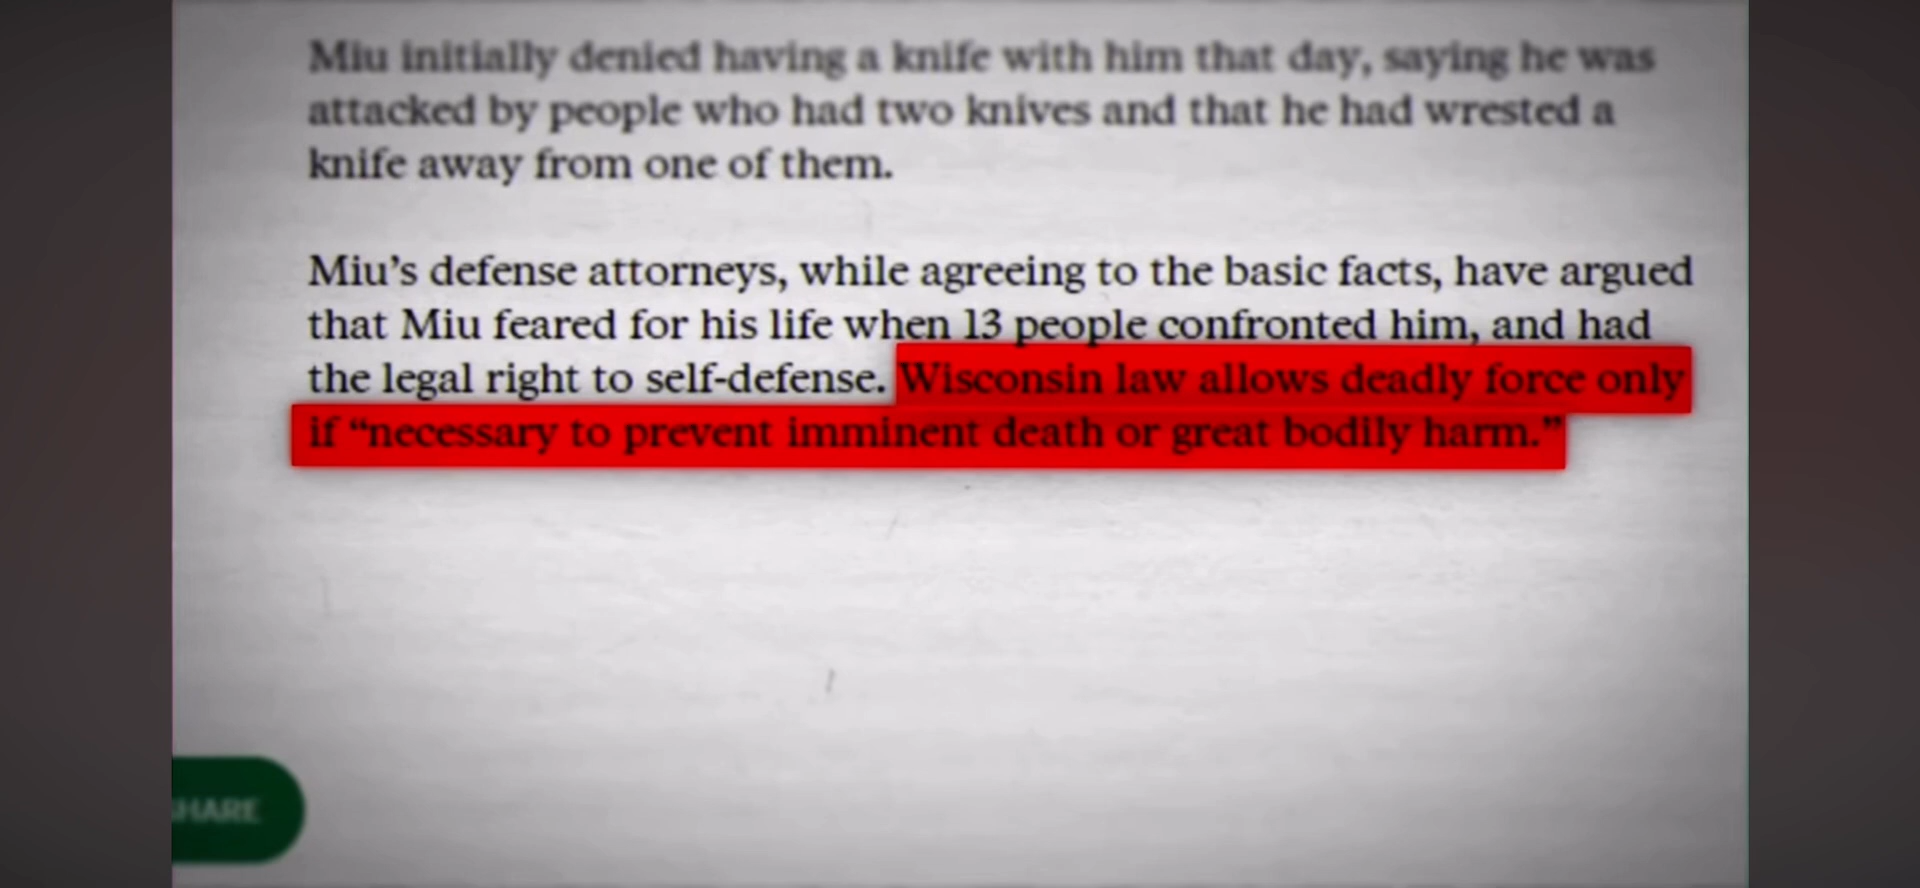 Miu initially denied having a knife with him that day, saying he was
attacked by people who had two knives and that he had wrested a
knife away from one of them.
Miu’s defense attorneys, while agreeing to the basic facts, have argued
that Miu feared for his life when 13 people confronted him, and had
the legal right to self-defense. Wisconsin law allows deadly force only
if “necessary to prevent imminent death or great bodily harm.”
HARE